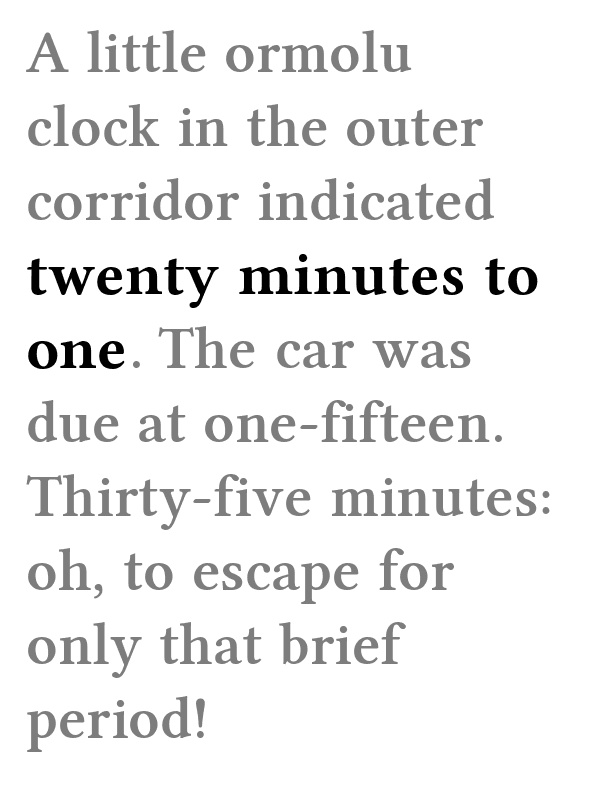 A little ormolu
clock in the outer
corridor indicated
twenty minutes to
one. The car was
due at one-fifteen.
Thirty-five minutes:
oh, to escape for
only that brief
period!